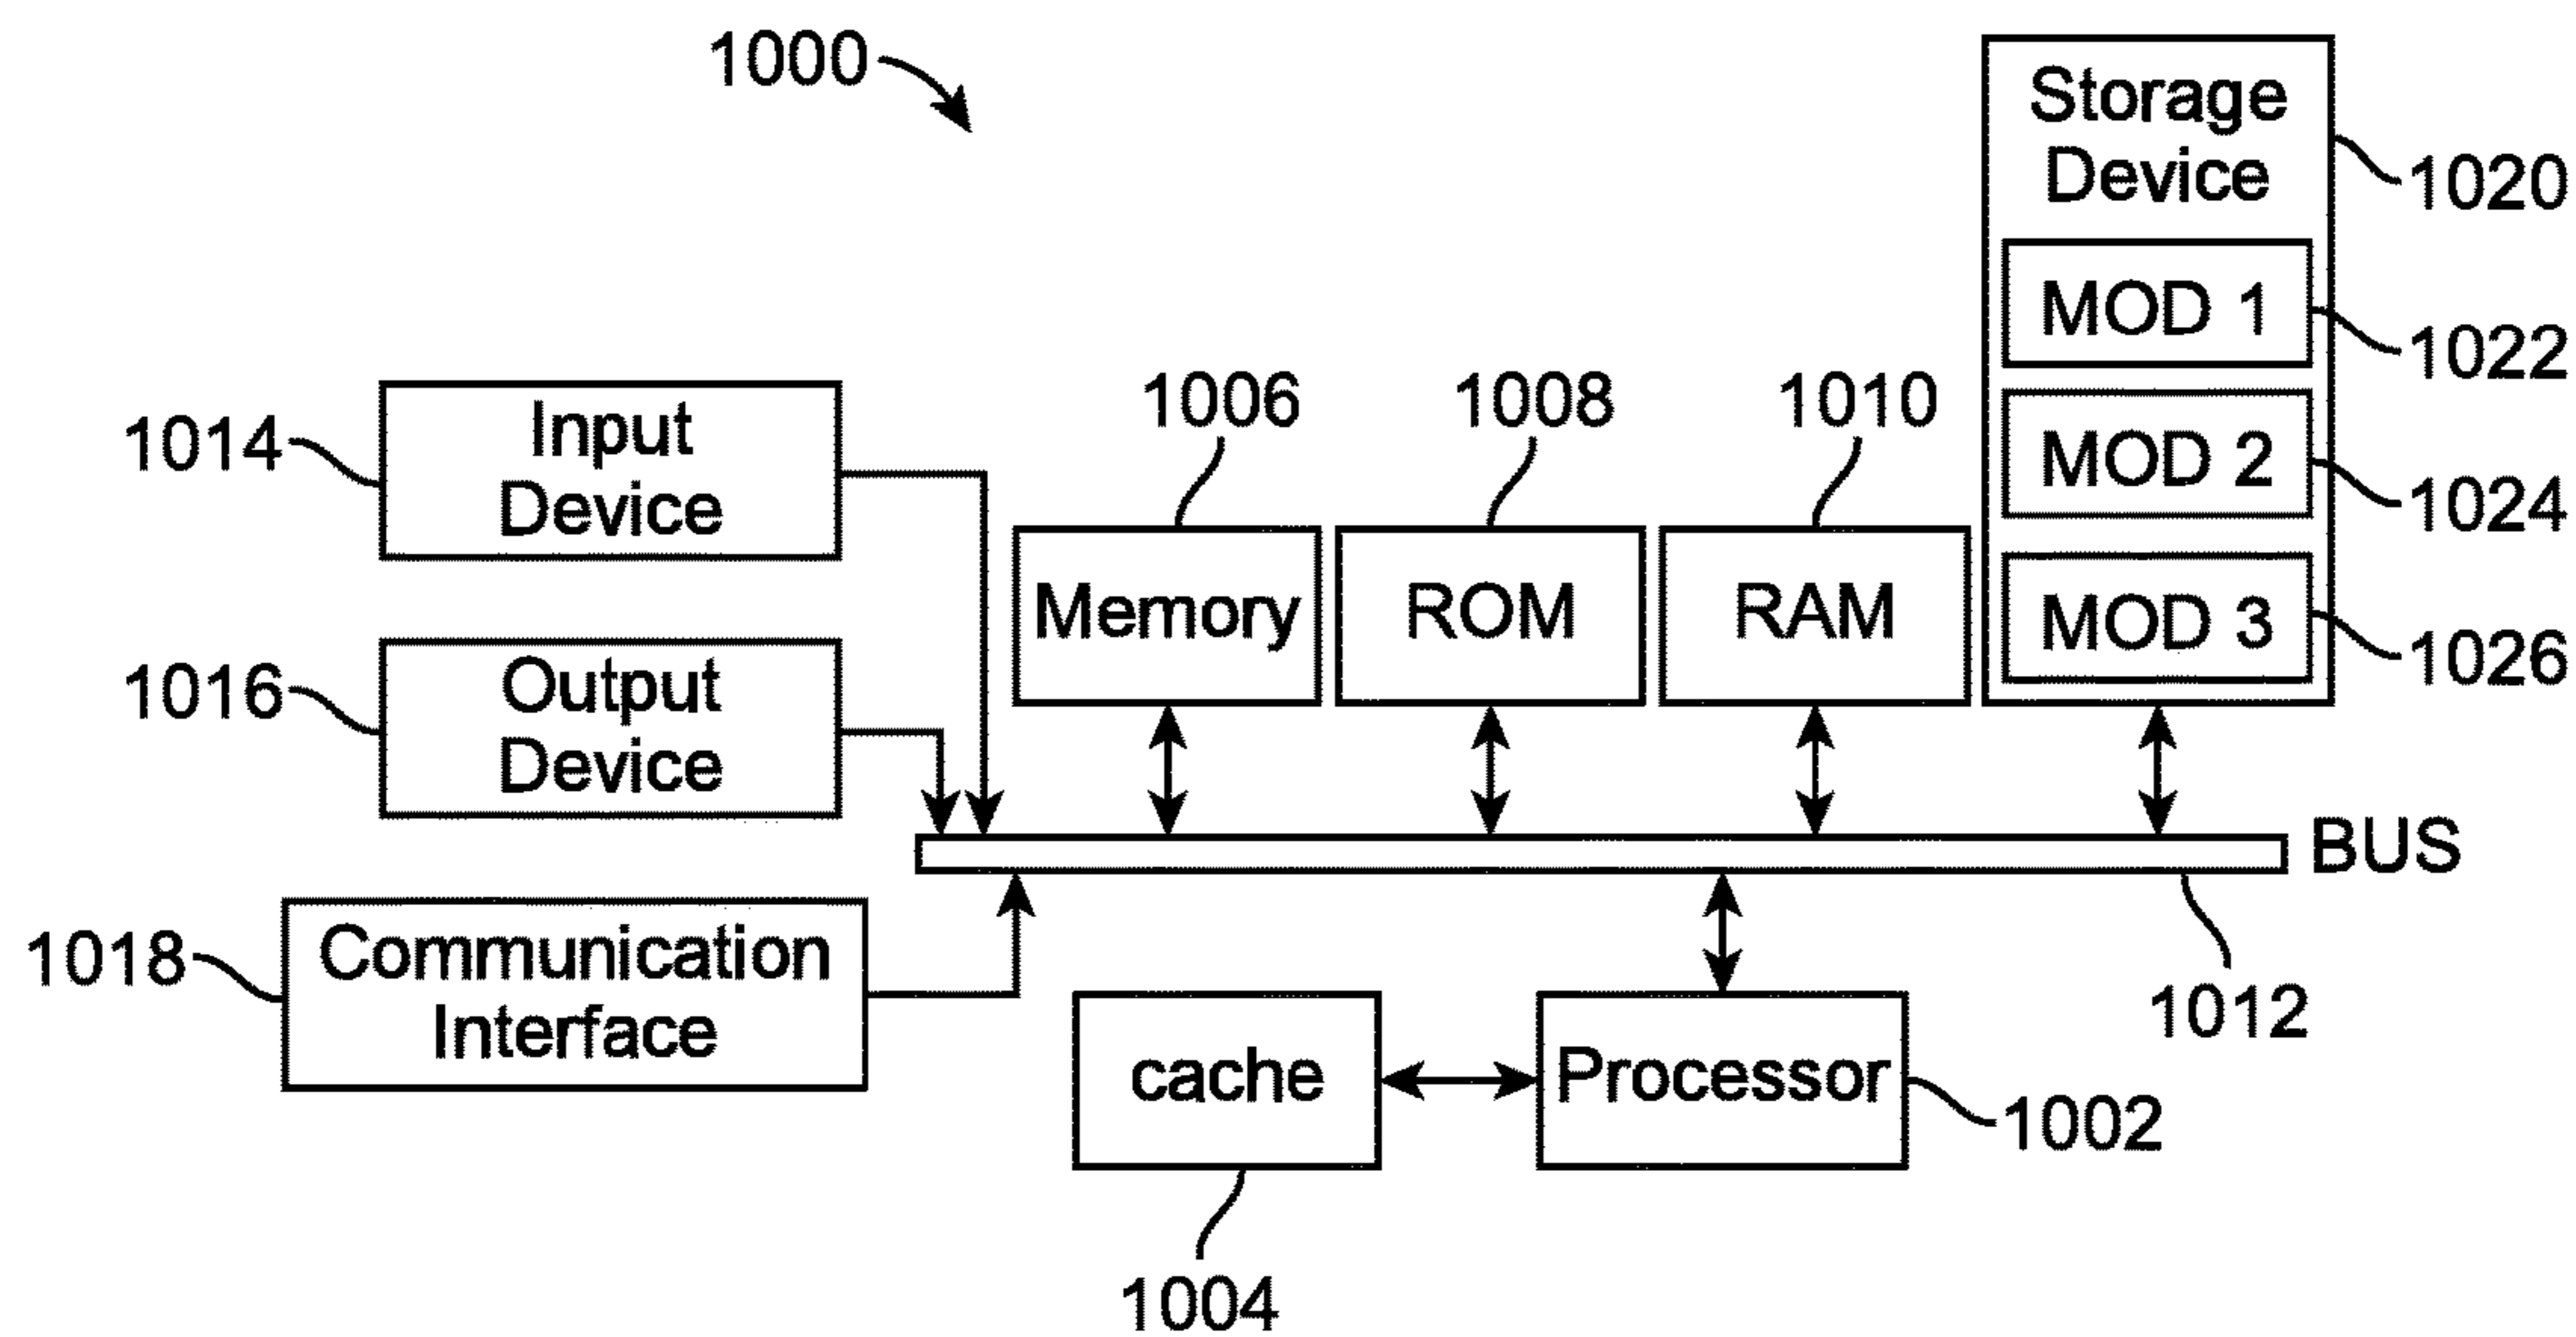 1000
Storage
Device
1020
MOD 1
1022
MOD 2
1024
MOD 3
1026
1006
1008
1010
1014
Input
Device
Memory
ROM
RAM
1016
Output
Device
BUS
1018
Communication
Interface
1012
cache
Processor
1002
1004